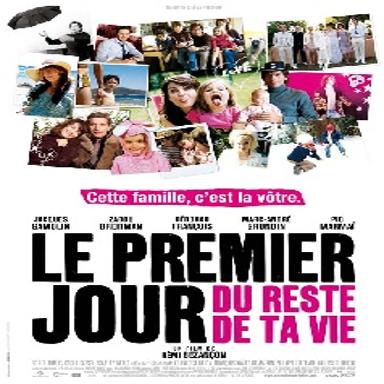 Cette famille, c'est la vôtre.
JACQUES GAMBLIN
ZABOU BREITMAN
DÉBORAH FRANÇOIS
MARC-ANDRÉ GRONDIN
PIO MARMAÏ
LE PREMIER
JOUR DU RESTE
DE TA VIE
UN FILM DE
RÉMI BEZANÇON